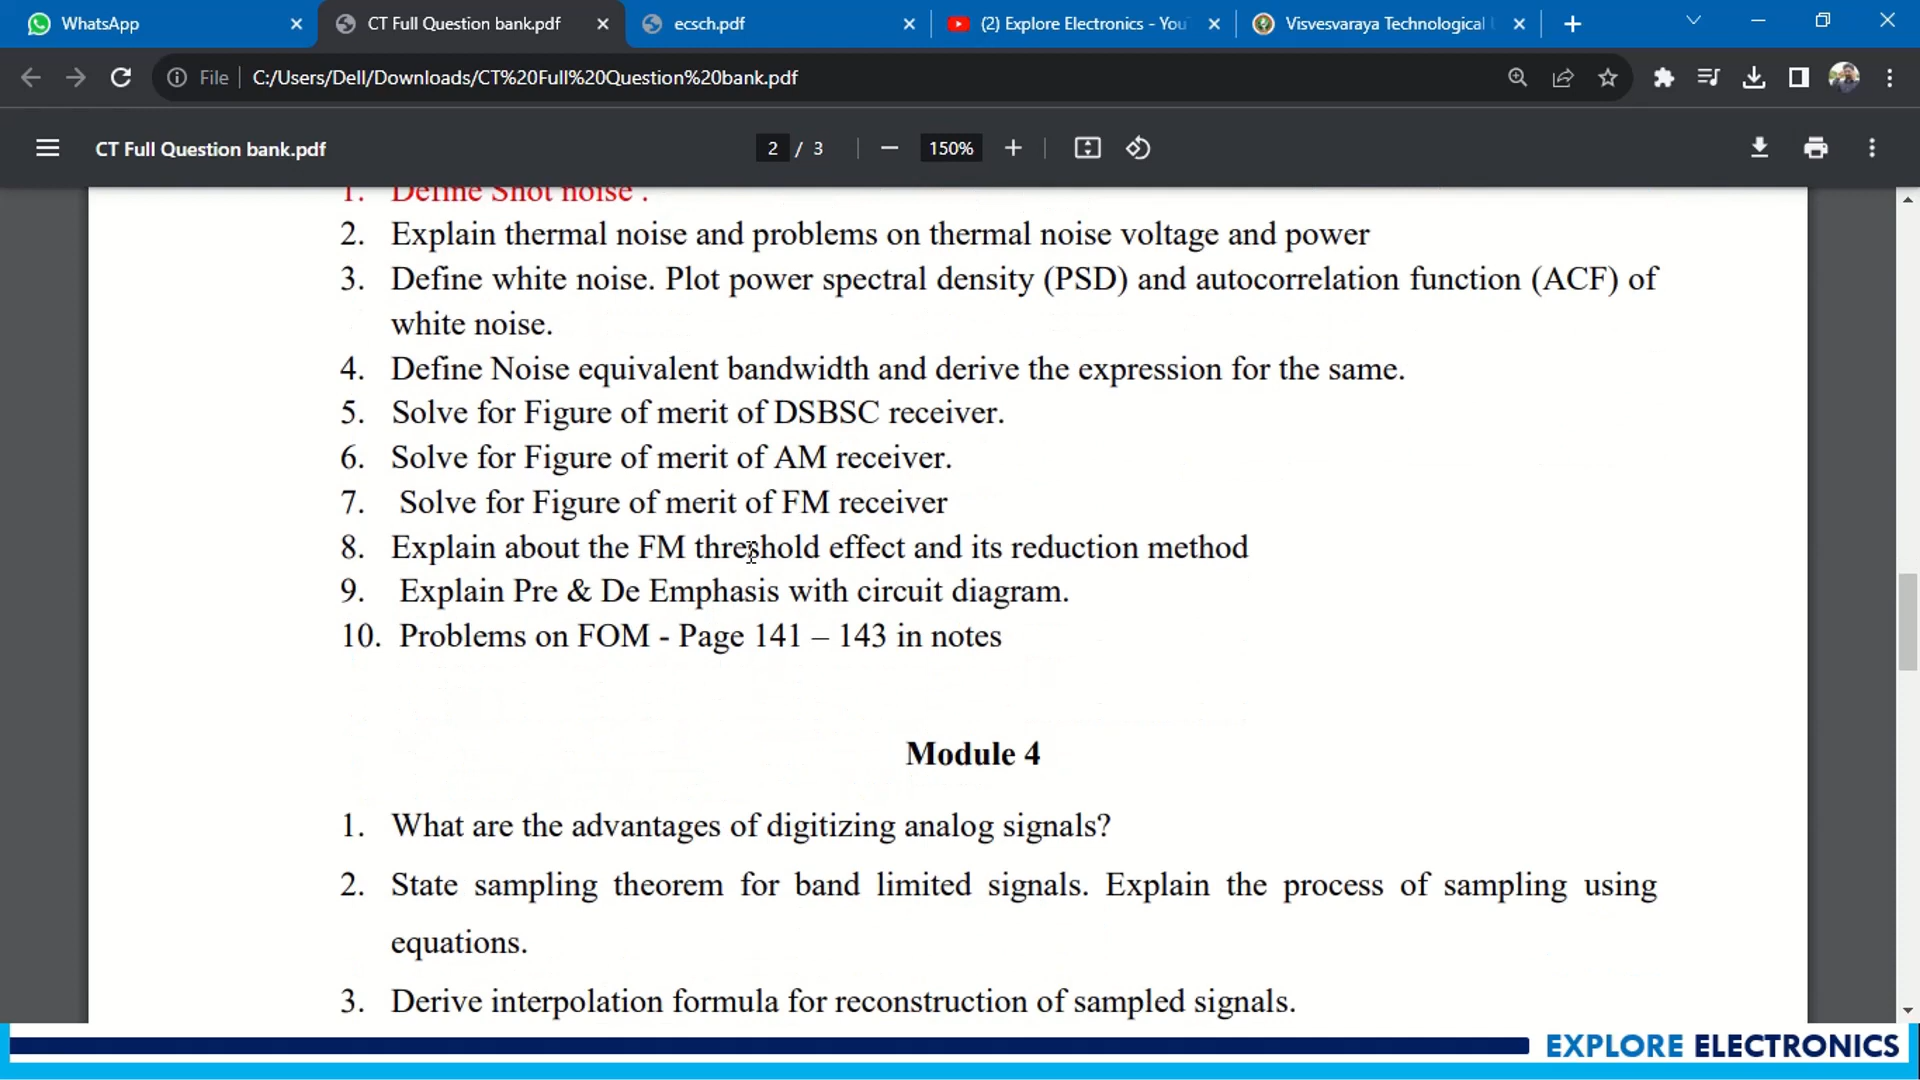 WhatsApp
CT Full Question bank.pdf
ecsch.pdf
(2) Explore Electronics - You
Visvesvaraya Technological
File
C:/Users/Dell/Downloads/CT%20Full%20Question%20bank.pdf
CT Full Question bank.pdf
2 / 3
150%
1. Define Shot noise .
2. Explain thermal noise and problems on thermal noise voltage and power
3. Define white noise. Plot power spectral density (PSD) and autocorrelation function (ACF) of
white noise.
4. Define Noise equivalent bandwidth and derive the expression for the same.
5. Solve for Figure of merit of DSBSC receiver.
6. Solve for Figure of merit of AM receiver.
7. Solve for Figure of merit of FM receiver
8. Explain about the FM threshold effect and its reduction method
9. Explain Pre & De Emphasis with circuit diagram.
10. Problems on FOM - Page 141 – 143 in notes
Module 4
1. What are the advantages of digitizing analog signals?
2. State sampling theorem for band limited signals. Explain the process of sampling using
equations.
3. Derive interpolation formula for reconstruction of sampled signals.
EXPLORE ELECTRONICS